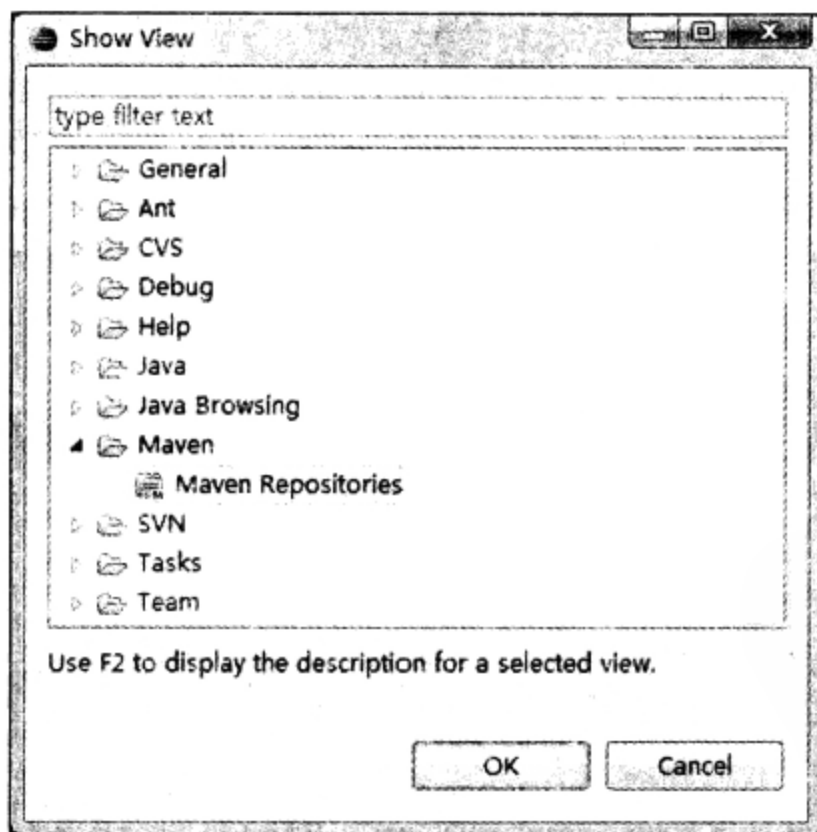 Show View
type filter text
General
Ant
CVS
Debug
Help
Java
Java Browsing
Maven
Maven Repositories
SVN
Tasks
Team
Use F2 to display the description for a selected view.
OK
Cancel